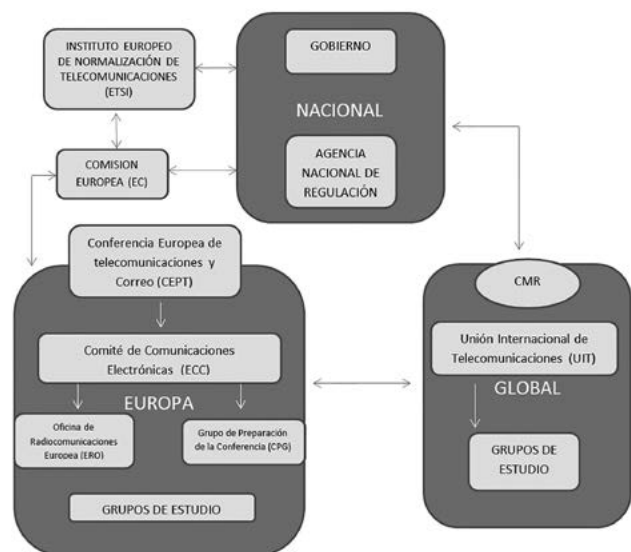 INSTITUTO EUROPEO
DE NORMALIZACIÓN DE
TELECOMUNICACIONES
(ETSI)
GOBIERNO
NACIONAL
COMISION
EUROPEA (EC)
AGENCIA
NACIONAL DE
REGULACIÓN
Conferencia Europea de
telecomunicaciones y
Correo (CEPT)
Comité de Comunicaciones
Electrónicas (ECC)
EUROPA
Oficina de
Radiocomunicaciones
Europea (ERO)
Grupo de Preparación
de la Conferencia (CPG)
GRUPOS DE ESTUDIO
CMR
Unión Internacional de
Telecomunicaciones (UIT)
GLOBAL
GRUPOS DE
ESTUDIO